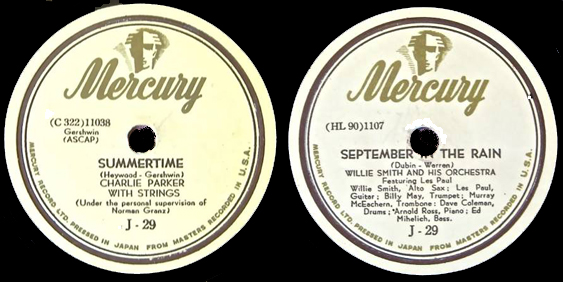 Mercury
(C 322)11038
Gershwin
(ASCAP)
SUMMERTIME
(Heywood - Gershwin)
CHARLIE PARKER
WITH STRINGS
(Under the personal supervision of
Norman Granz)
J - 29
MERCURY RECORD LTD. PRESSED IN JAPAN FROM MASTERS RECORDED IN U.S.A.
Mercury
(HL 90)1107
SEPTEMBER IN THE RAIN
(Dubin - Warren)
WILLIE SMITH AND HIS ORCHESTRA
Featuring Les Paul
Willie Smith, Alto Sax; Les Paul,
Guiter; Billy May, Trumpet; Murray
McEachern, Trombone: Dave Coleman,
Drums; Arnold Ross, Piano; Ed
Mihelich, Bess.
J - 29
MERCURY RECORD LTD. PRESSED IN JAPAN FROM MASTERS RECORDED IN U.S.A.